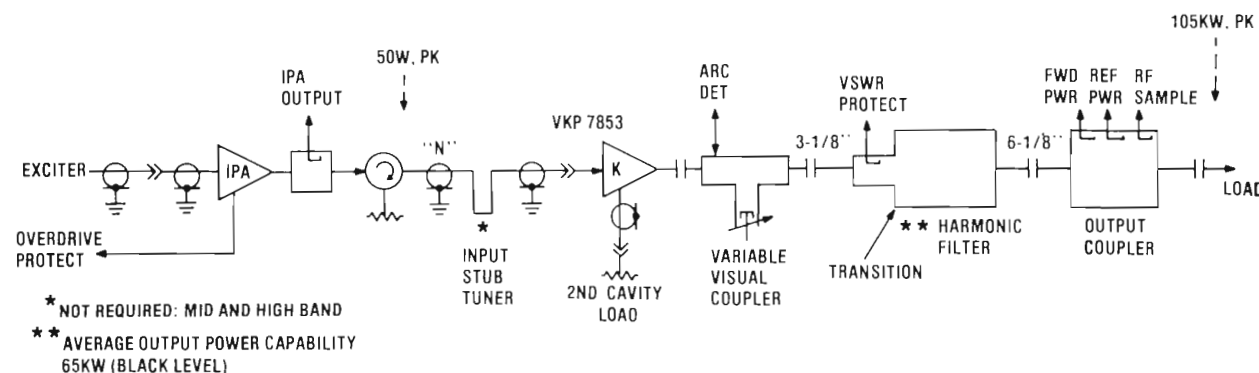 105KW, PK
50W, PK
IPA
OUTPUT
ARC
DET
VSWR
PROTECT
FWD
PWR
REF
PWR
RF
SAMPLE
VKP 7853
3-1/8"
6-1/8"
"N"
EXCITER
IPA
K
LOAD
OVERDRIVE
PROTECT
*
INPUT
STUB
TUNER
2ND CAVITY
LOAD
VARIABLE
VISUAL
COUPLER
TRANSITION
** HARMONIC
FILTER
OUTPUT
COUPLER
*NOT REQUIRED: MID AND HIGH BAND
**AVERAGE OUTPUT POWER CAPABILITY
65KW (BLACK LEVEL)